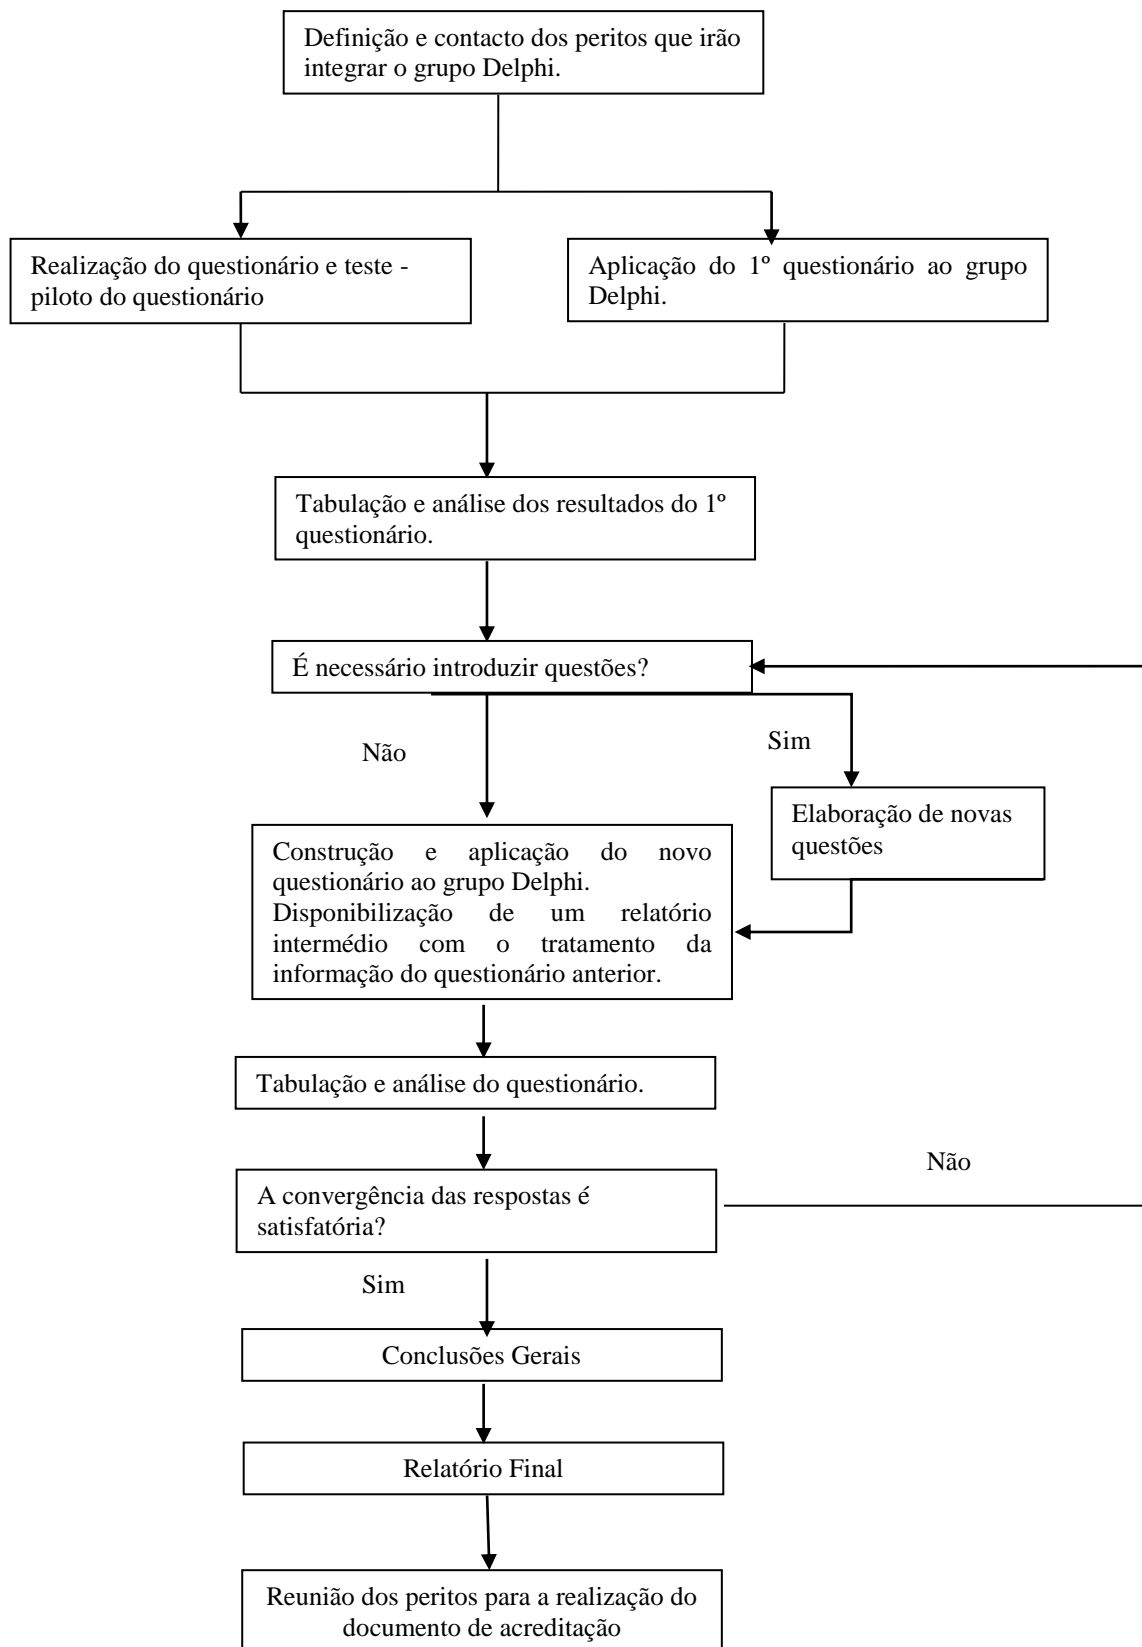 Definição e contacto dos peritos que irão
integrar o grupo Delphi.
Realização do questionário e teste -
piloto do questionário
Aplicação do 1º questionário ao grupo
Delphi.
Tabulação e análise dos resultados do 1º
questionário.
É necessário introduzir questões?
Não
Sim
Elaboração de novas
questões
Construção e aplicação do novo
questionário ao grupo Delphi.
Disponibilização de um relatório
intermédio com o tratamento da
informação do questionário anterior.
Tabulação e análise do questionário.
A convergência das respostas é
satisfatória?
Não
Sim
Conclusões Gerais
Relatório Final
Reunião dos peritos para a realização do
documento de acreditação